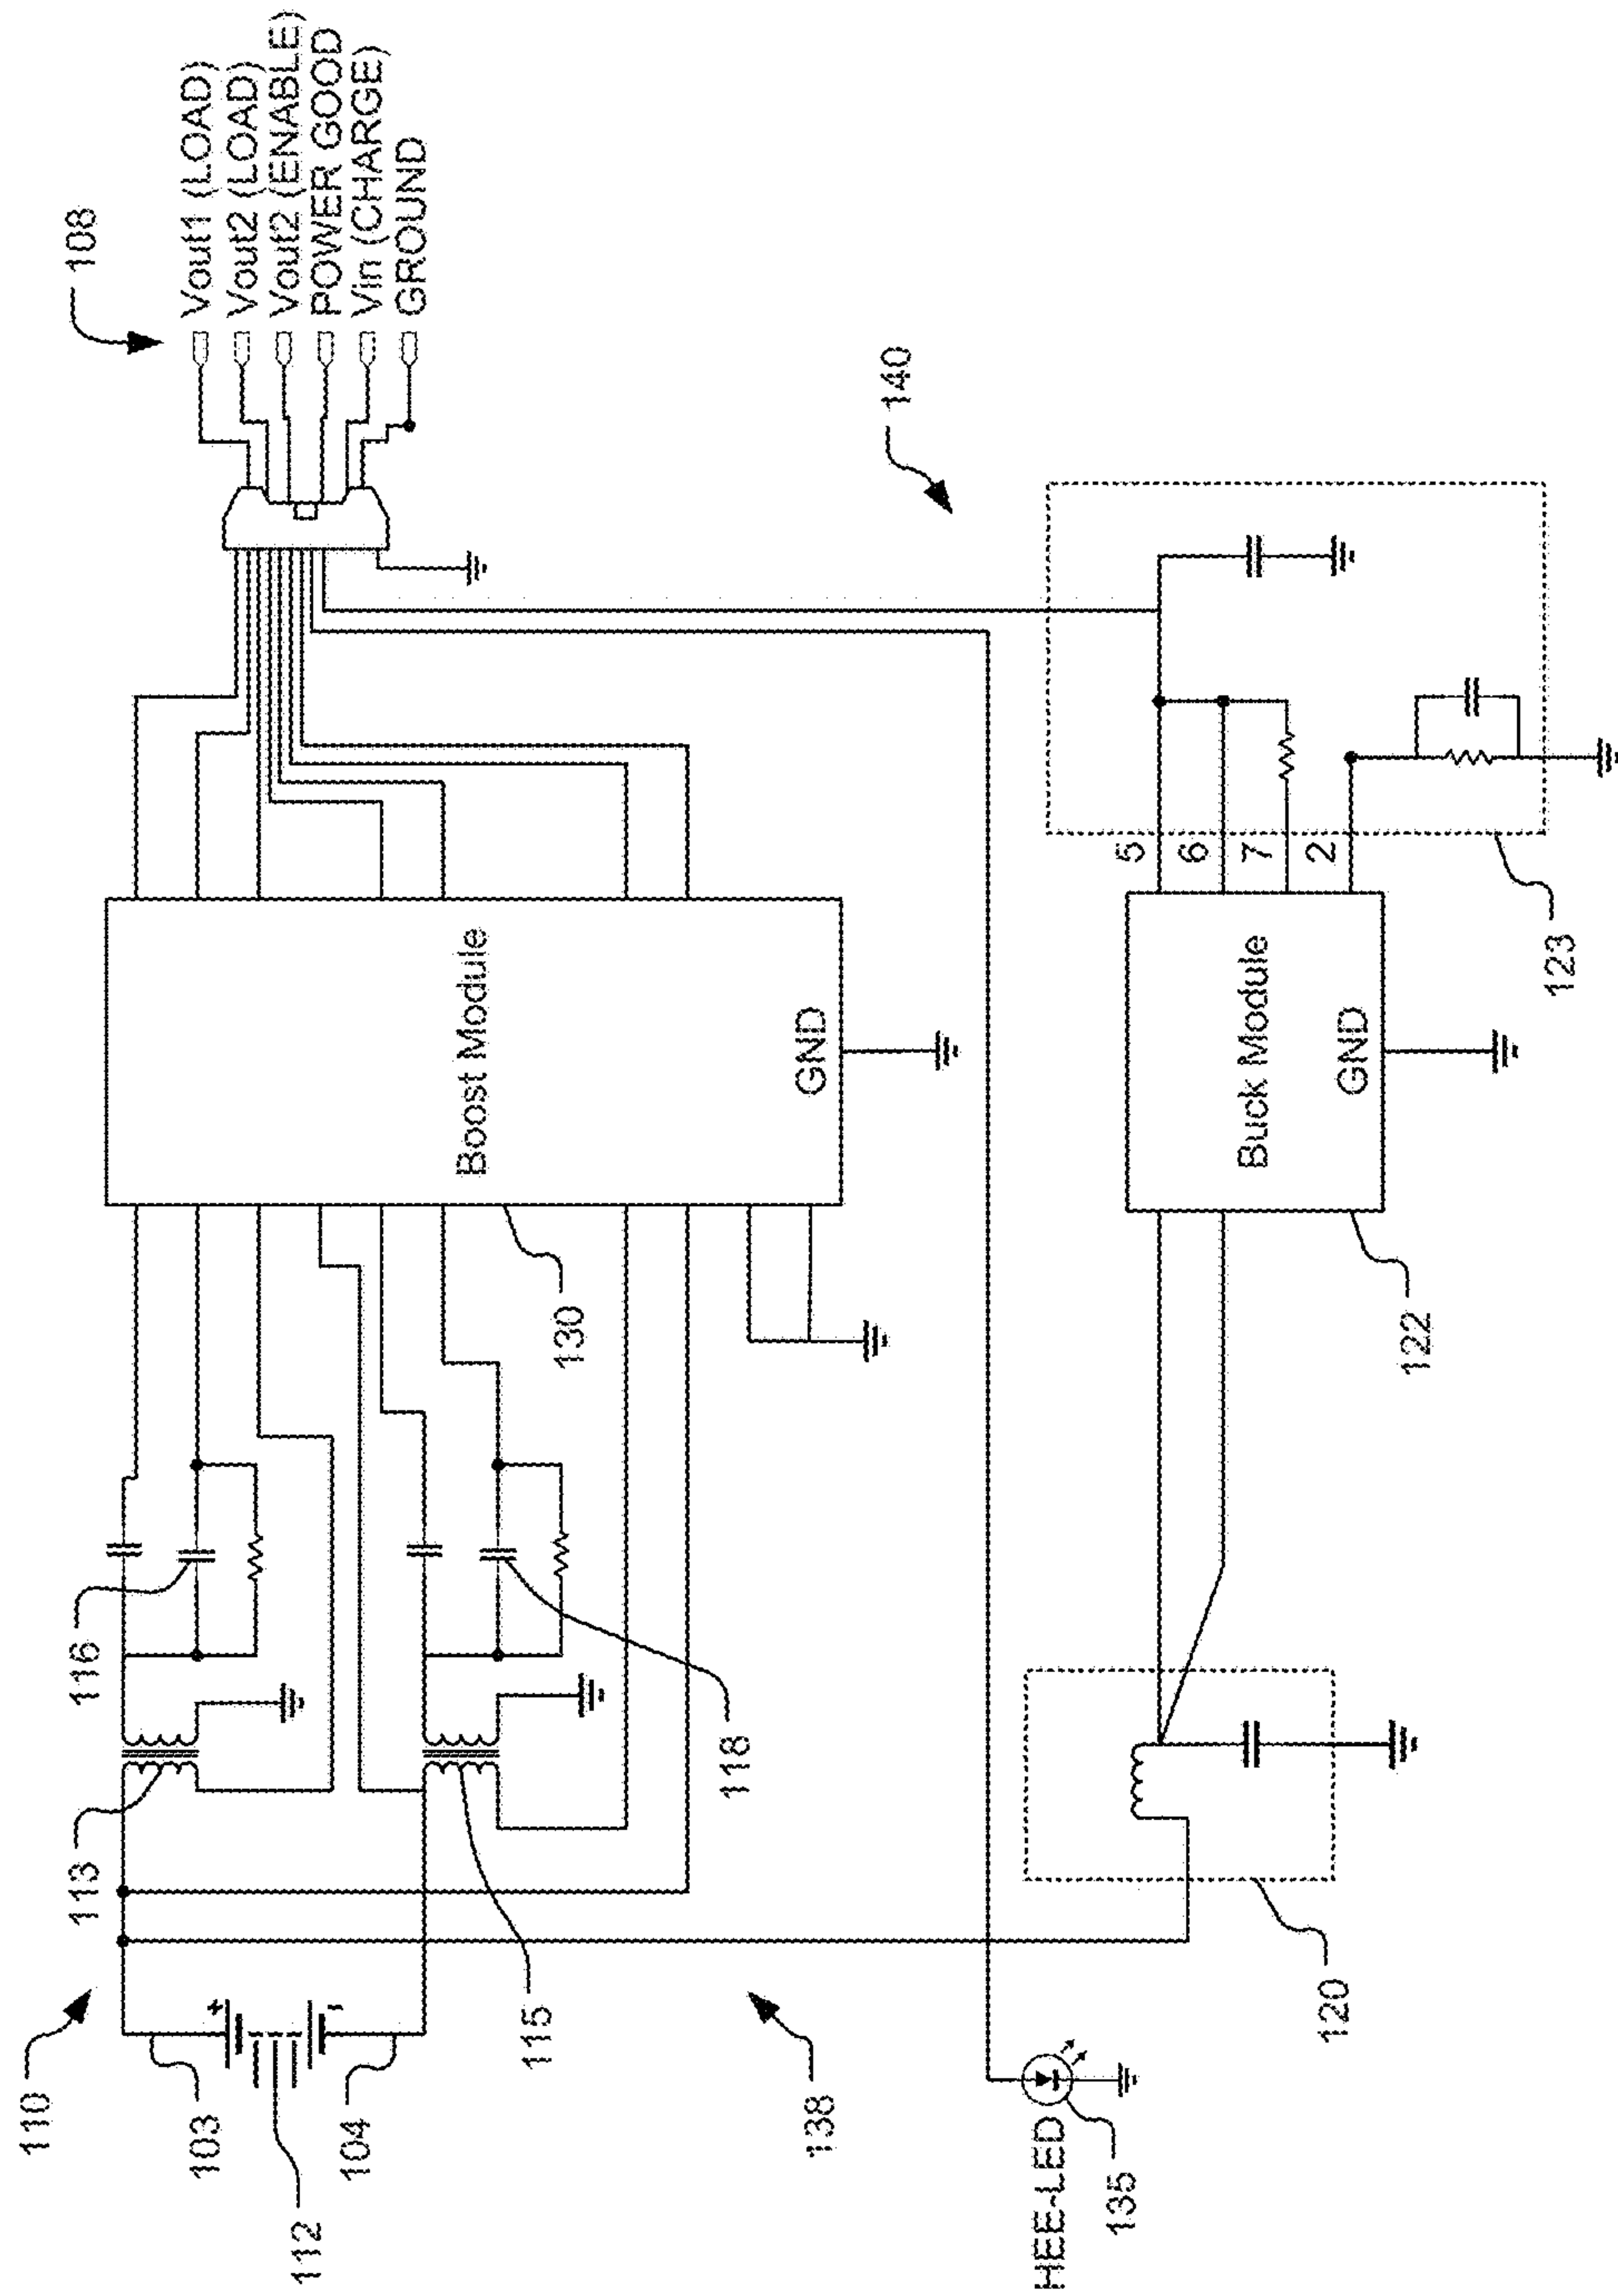 110
103
112
104
113
116
115
118
138
130
Boost Module
GND
108
Vout1 (LOAD)
Vout2 (LOAD)
Vout2 (ENABLE)
POWER GOOD
Vin (CHARGE)
GROUND
HEE-LED
135
120
122
Buck Module
GND
5
6
7
2
123
140
+
-